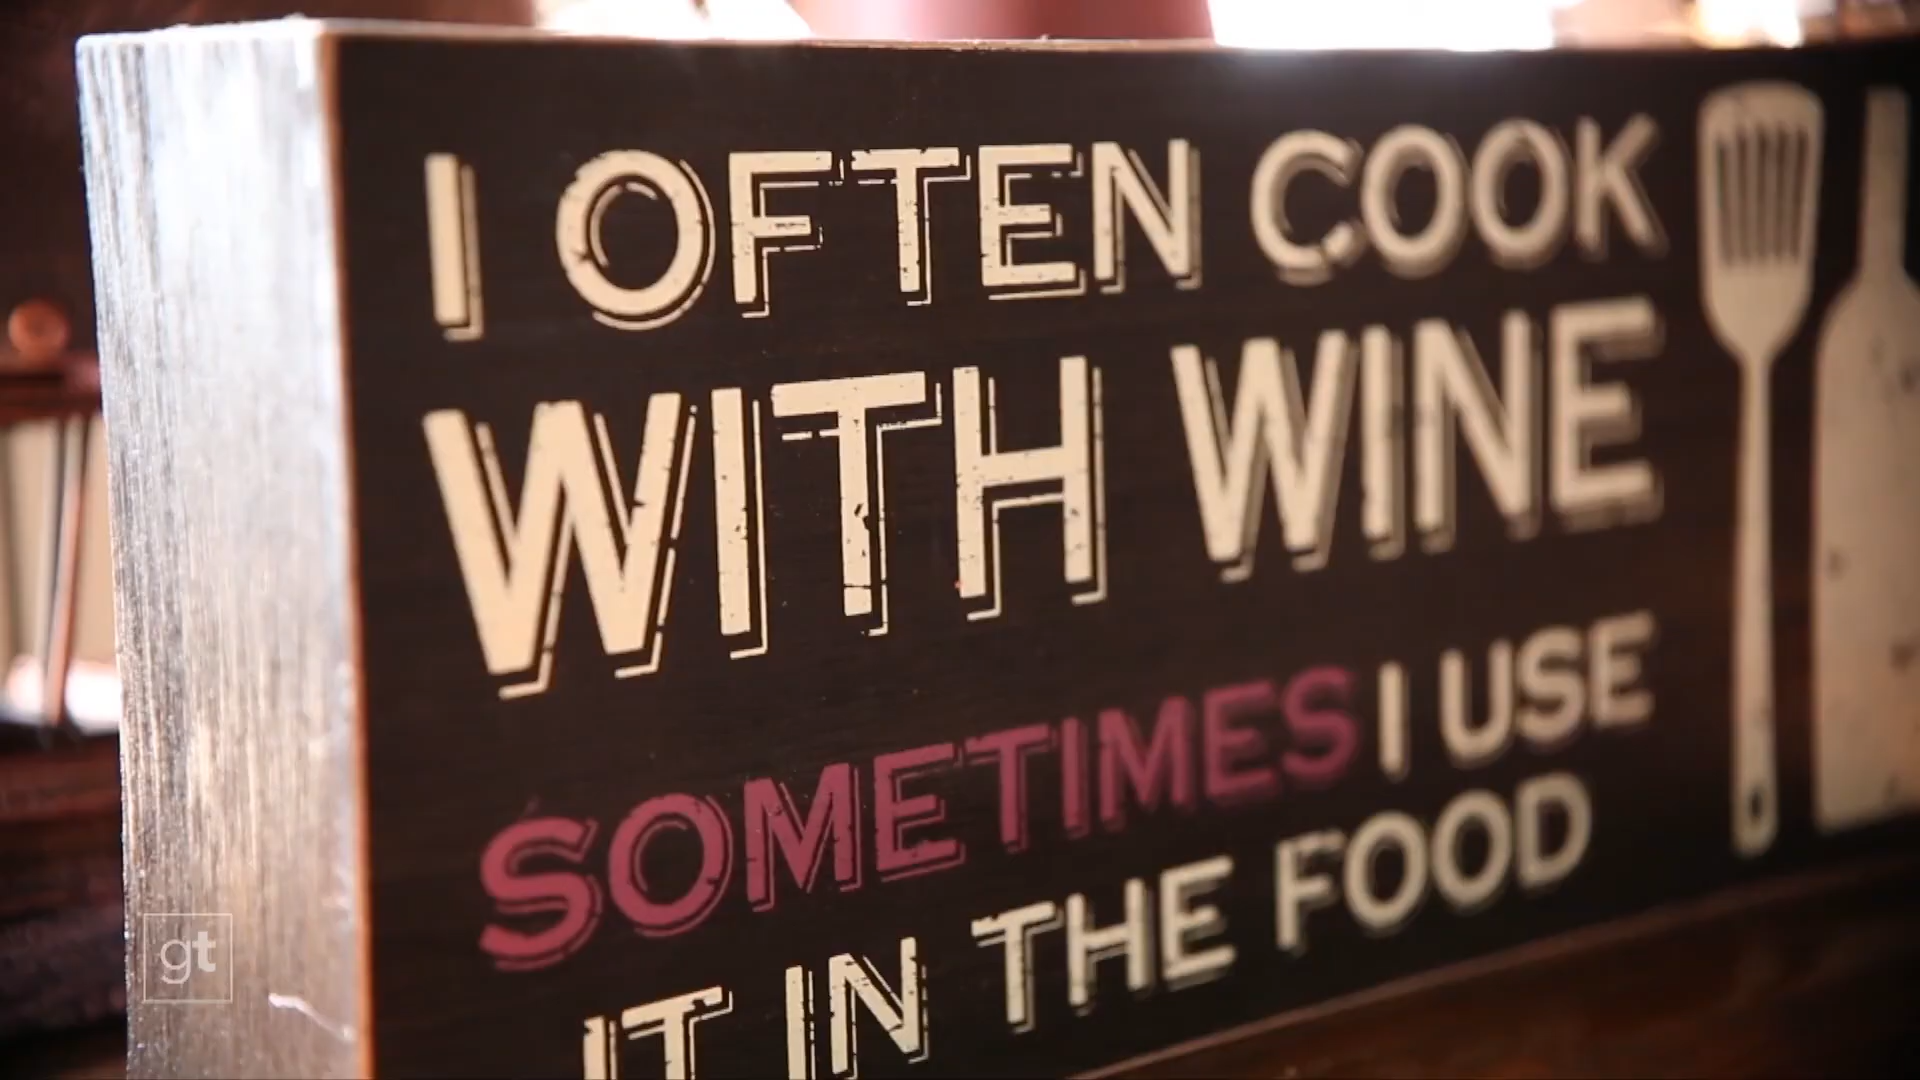 I OFTEN COOK
WITH WINE
SOMETIMES I USE
IT IN THE FOOD
gt